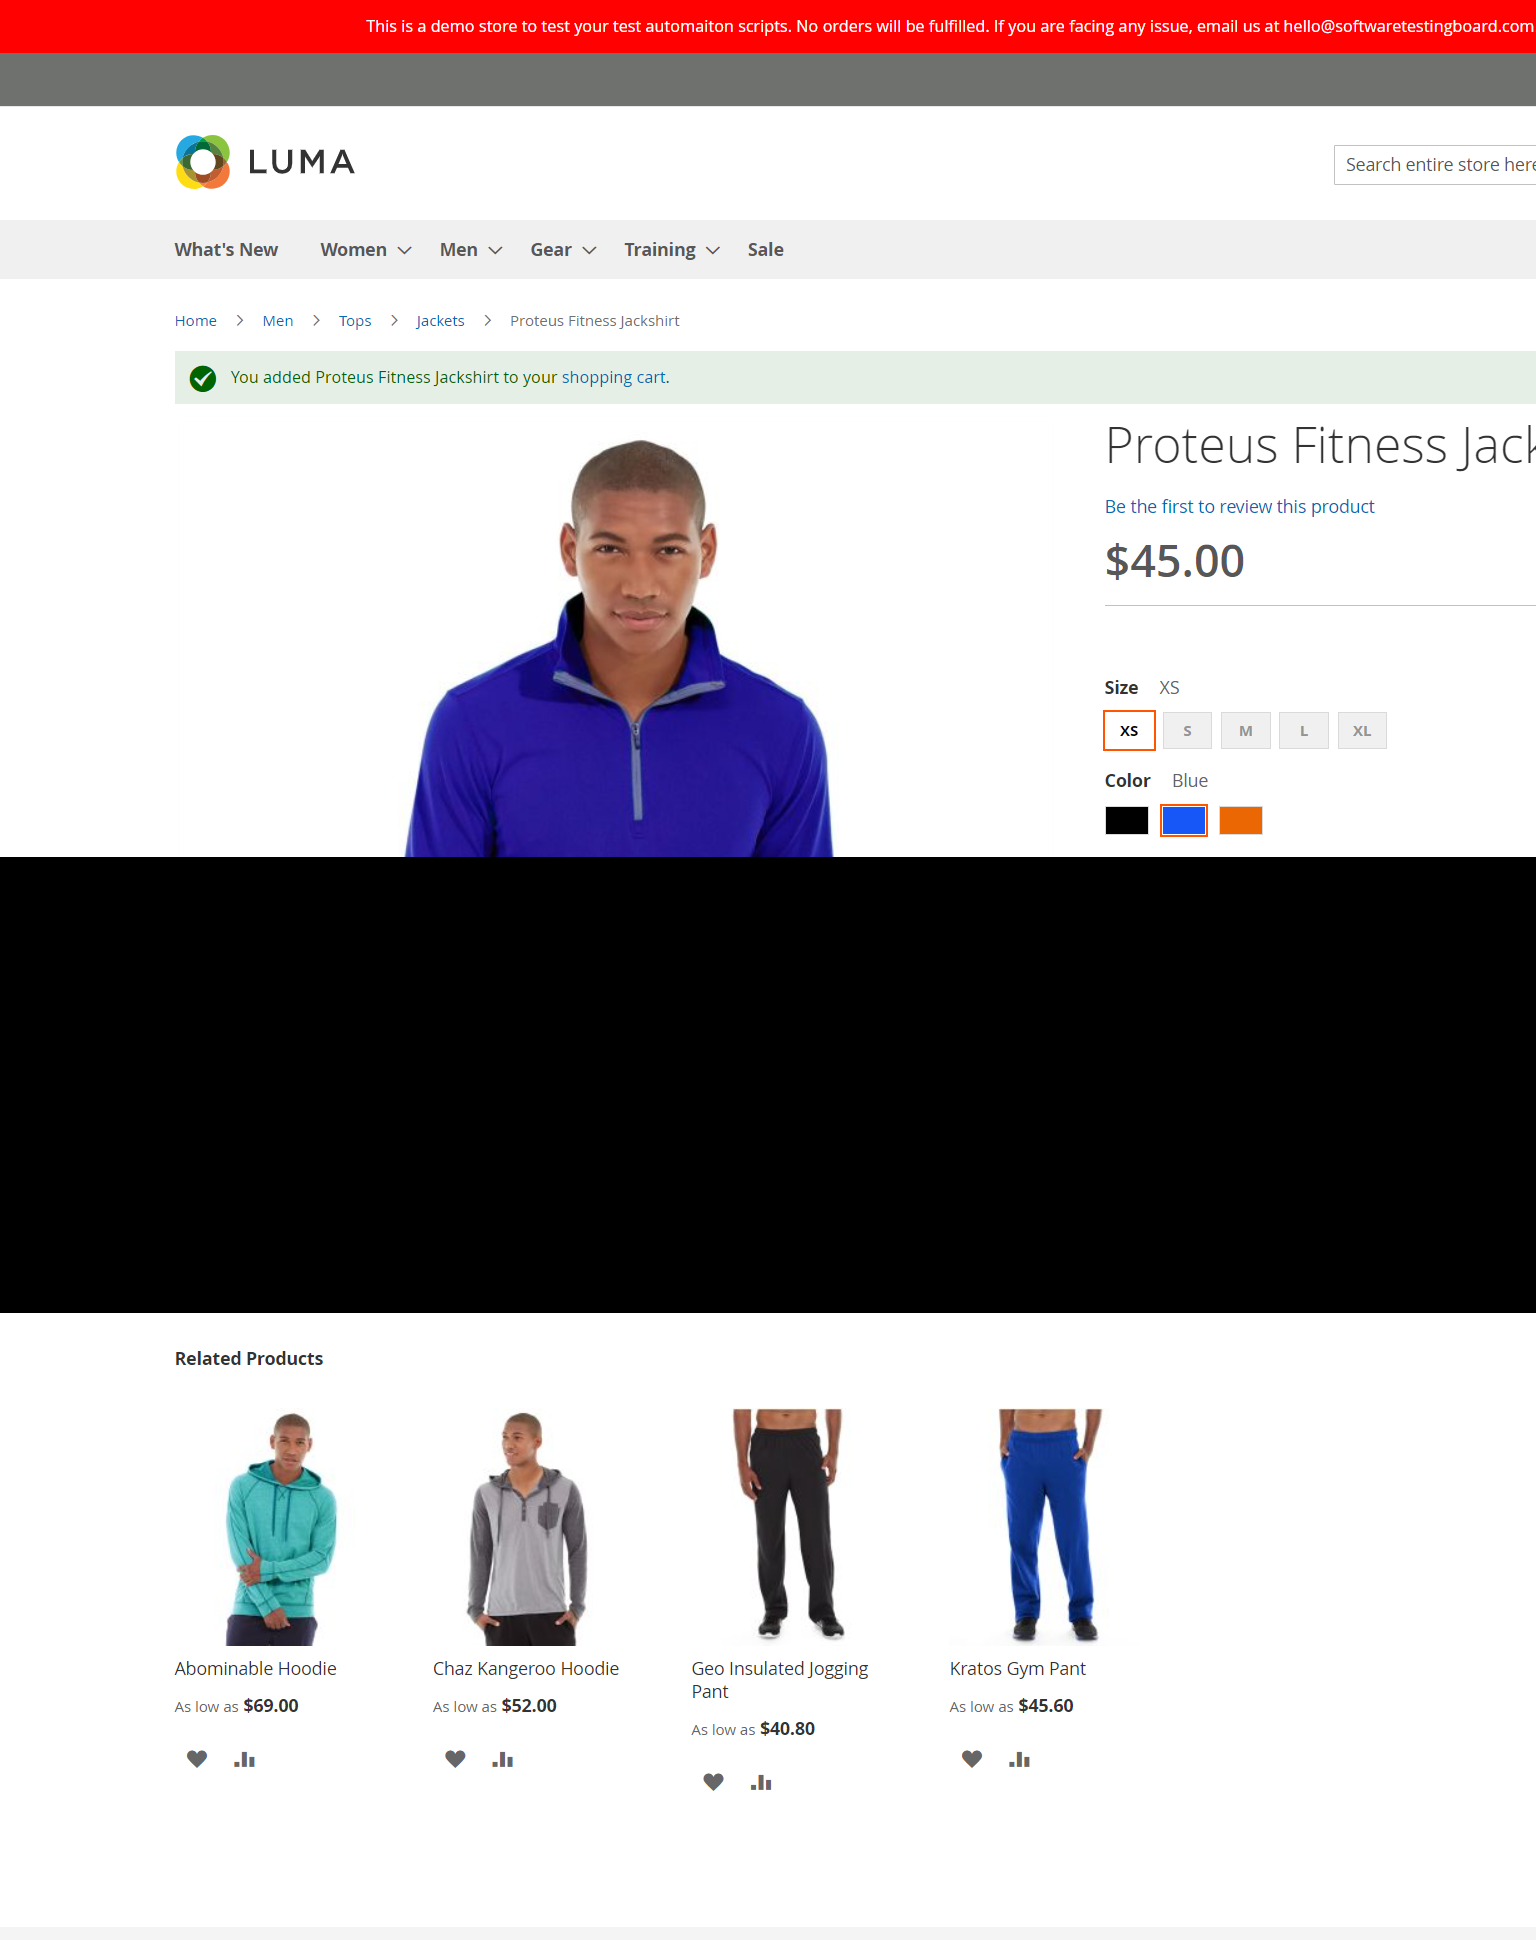 This is a demo store to test your test automaiton scripts. No orders will be fulfilled. If you are facing any issue, email us at hello@softwaretestingboard.com
LUMA
Search entire store here
What's New Women Men Gear Training Sale
Home Men Tops Jackets Proteus Fitness Jackshirt
You added Proteus Fitness Jackshirt to your shopping cart.
Proteus Fitness Jack
Be the first to review this product
$45.00
Size XS
XS S M L XL
Color Blue
Related Products
Abominable Hoodie
As low as $69.00
Chaz Kangeroo Hoodie
As low as $52.00
Geo Insulated Jogging
Pant
As low as $40.80
Kratos Gym Pant
As low as $45.60